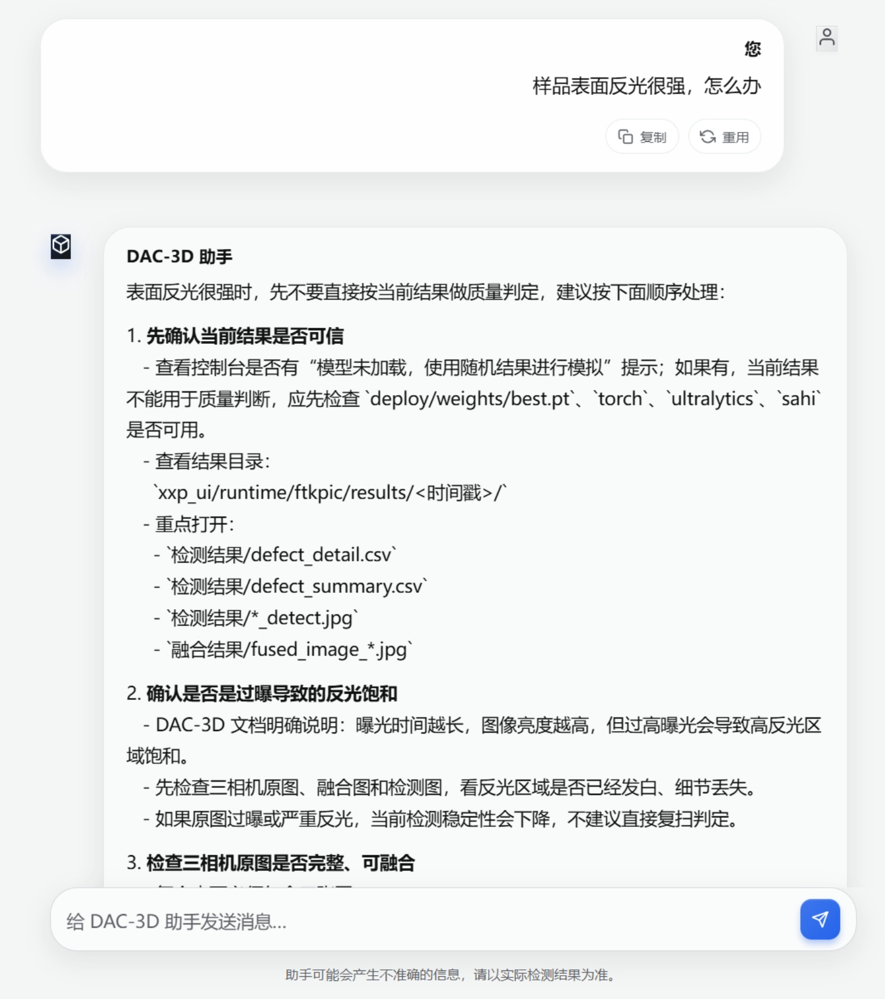 您
样品表面反光很强，怎么办
复制 重用
DAC-3D 助手
表面反光很强时，先不要直接按当前结果做质量判定，建议按下面顺序处理：
1. 先确认当前结果是否可信
- 查看控制台是否有“模型未加载，使用随机结果进行模拟”提示；如果有，当前结果
不能用于质量判断，应先检查 `deploy/weights/best.pt`、`torch`、`ultralytics`、`sahi`
是否可用。
- 查看结果目录：
`xxp_ui/runtime/ftkpic/results/<时间戳>/`
- 重点打开：
- `检测结果/defect_detail.csv`
- `检测结果/defect_summary.csv`
- `检测结果/*_detect.jpg`
- `融合结果/fused_image_*.jpg`
2. 确认是否是过曝导致的反光饱和
- DAC-3D 文档明确说明：曝光时间越长，图像亮度越高，但过高曝光会导致高反光区
域饱和。
- 先检查三相机原图、融合图和检测图，看反光区域是否已经发白、细节丢失。
- 如果原图过曝或严重反光，当前检测稳定性会下降，不建议直接复扫判定。
3. 检查三相机原图是否完整、可融合
给 DAC-3D 助手发送消息...
助手可能会产生不准确的信息，请以实际检测结果为准。